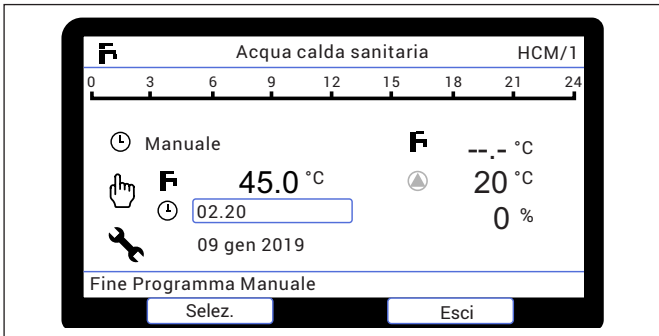 Acqua calda sanitaria HCM/1
0 3 6 9 12 15 18 21 24
Manuale --.- °C
45.0 °C 20 °C
02.20 0 %
09 gen 2019
Fine Programma Manuale
Selez. Esci